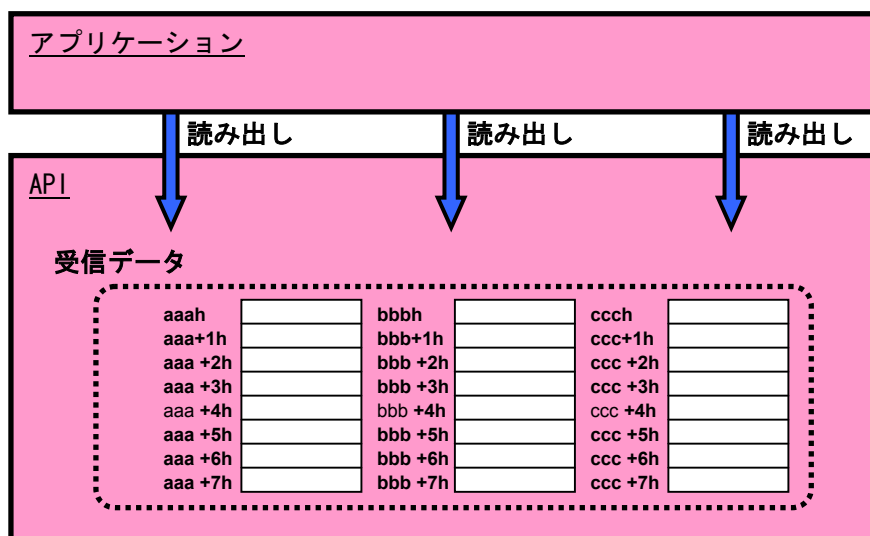 アプリケーション
読み出し 読み出し 読み出し
API
受信データ
aaah bbbh ccch
aaa+1h bbb+1h ccc+1h
aaa +2h bbb +2h ccc +2h
aaa +3h bbb +3h ccc +3h
aaa +4h bbb +4h ccc +4h
aaa +5h bbb +5h ccc +5h
aaa +6h bbb +6h ccc +6h
aaa +7h bbb +7h ccc +7h